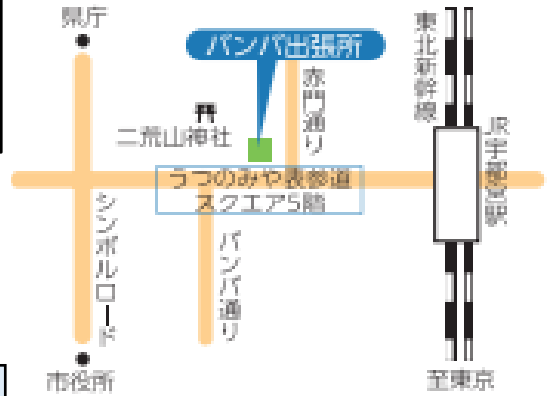 県庁
バンバ出張所
東北新幹線
赤門通り
二荒山神社
JR宇都宮駅
うつのみや表参道
スクエア5階
シンボルロード
バンバ通り
市役所
至東京